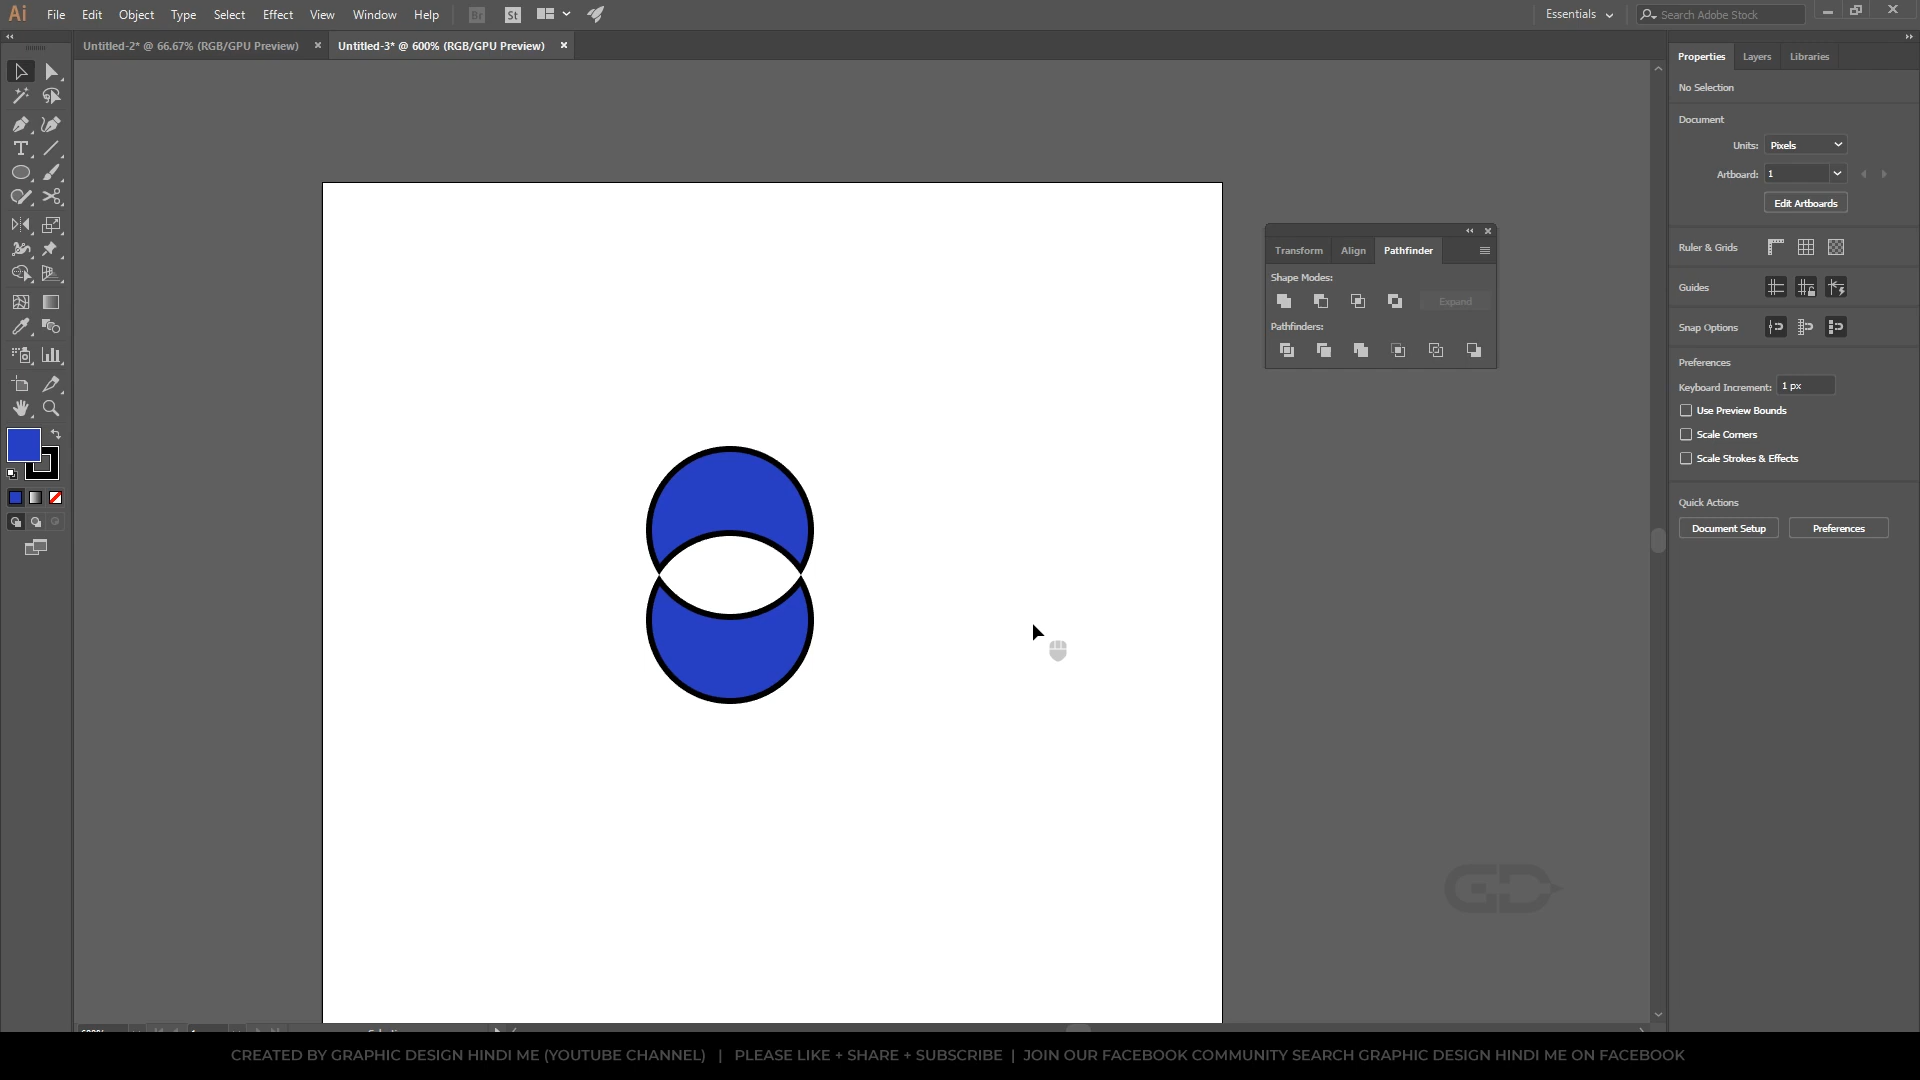 Ai File Edit Object Type Select Effect View Window Help Br St Essentials Search Adobe Stock
Untitled-2* @ 66.67% (RGB/GPU Preview) × Untitled-3* @ 600% (RGB/GPU Preview) ×
Properties Layers Libraries
No Selection
Document
Units: Pixels
Artboard: 1
Edit Artboards
Ruler & Grids
Guides
Snap Options
Preferences
Keyboard Increment: 1 px
Use Preview Bounds
Scale Corners
Scale Strokes & Effects
Quick Actions
Document Setup Preferences
Transform Align Pathfinder
Shape Modes:
Expand
Pathfinders:
GD
CREATED BY GRAPHIC DESIGN HINDI ME (YOUTUBE CHANNEL) | PLEASE LIKE + SHARE + SUBSCRIBE | JOIN OUR FACEBOOK COMMUNITY SEARCH GRAPHIC DESIGN HINDI ME ON FACEBOOK